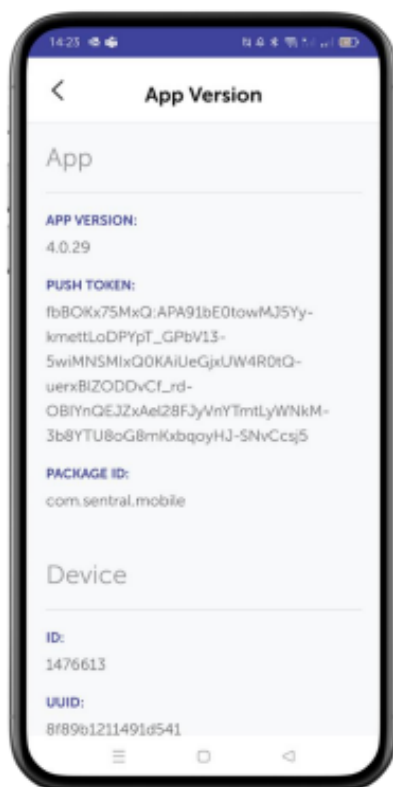 14:23
App Version
App
APP VERSION:
4.0.29
PUSH TOKEN:
fbBOKx75MxQ:APA91bE0towMJ5Yy-
kmettLoDPYpT_GPbV13-
5wiMNSMIxQ0KAiUeGjxUW4R0tQ-
uerxBIZODDvCf_rd-
OBIYnQEJZxAel28FJyVnYTmtLyWNkM-
3b8YTU8oG8mKxbqoyHJ-SNvCcsj5
PACKAGE ID:
com.sentral.mobile
Device
ID:
1476613
UUID:
8f89b1211491d541